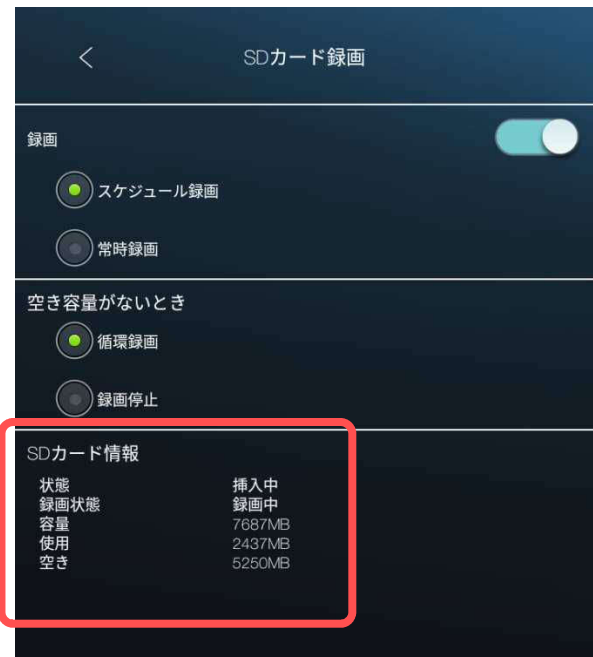 SDカード録画
録画
スケジュール録画
常時録画
空き容量がないとき
循環録画
録画停止
SDカード情報
状態 挿入中
録画状態 録画中
容量 7687MB
使用 2437MB
空き 5250MB